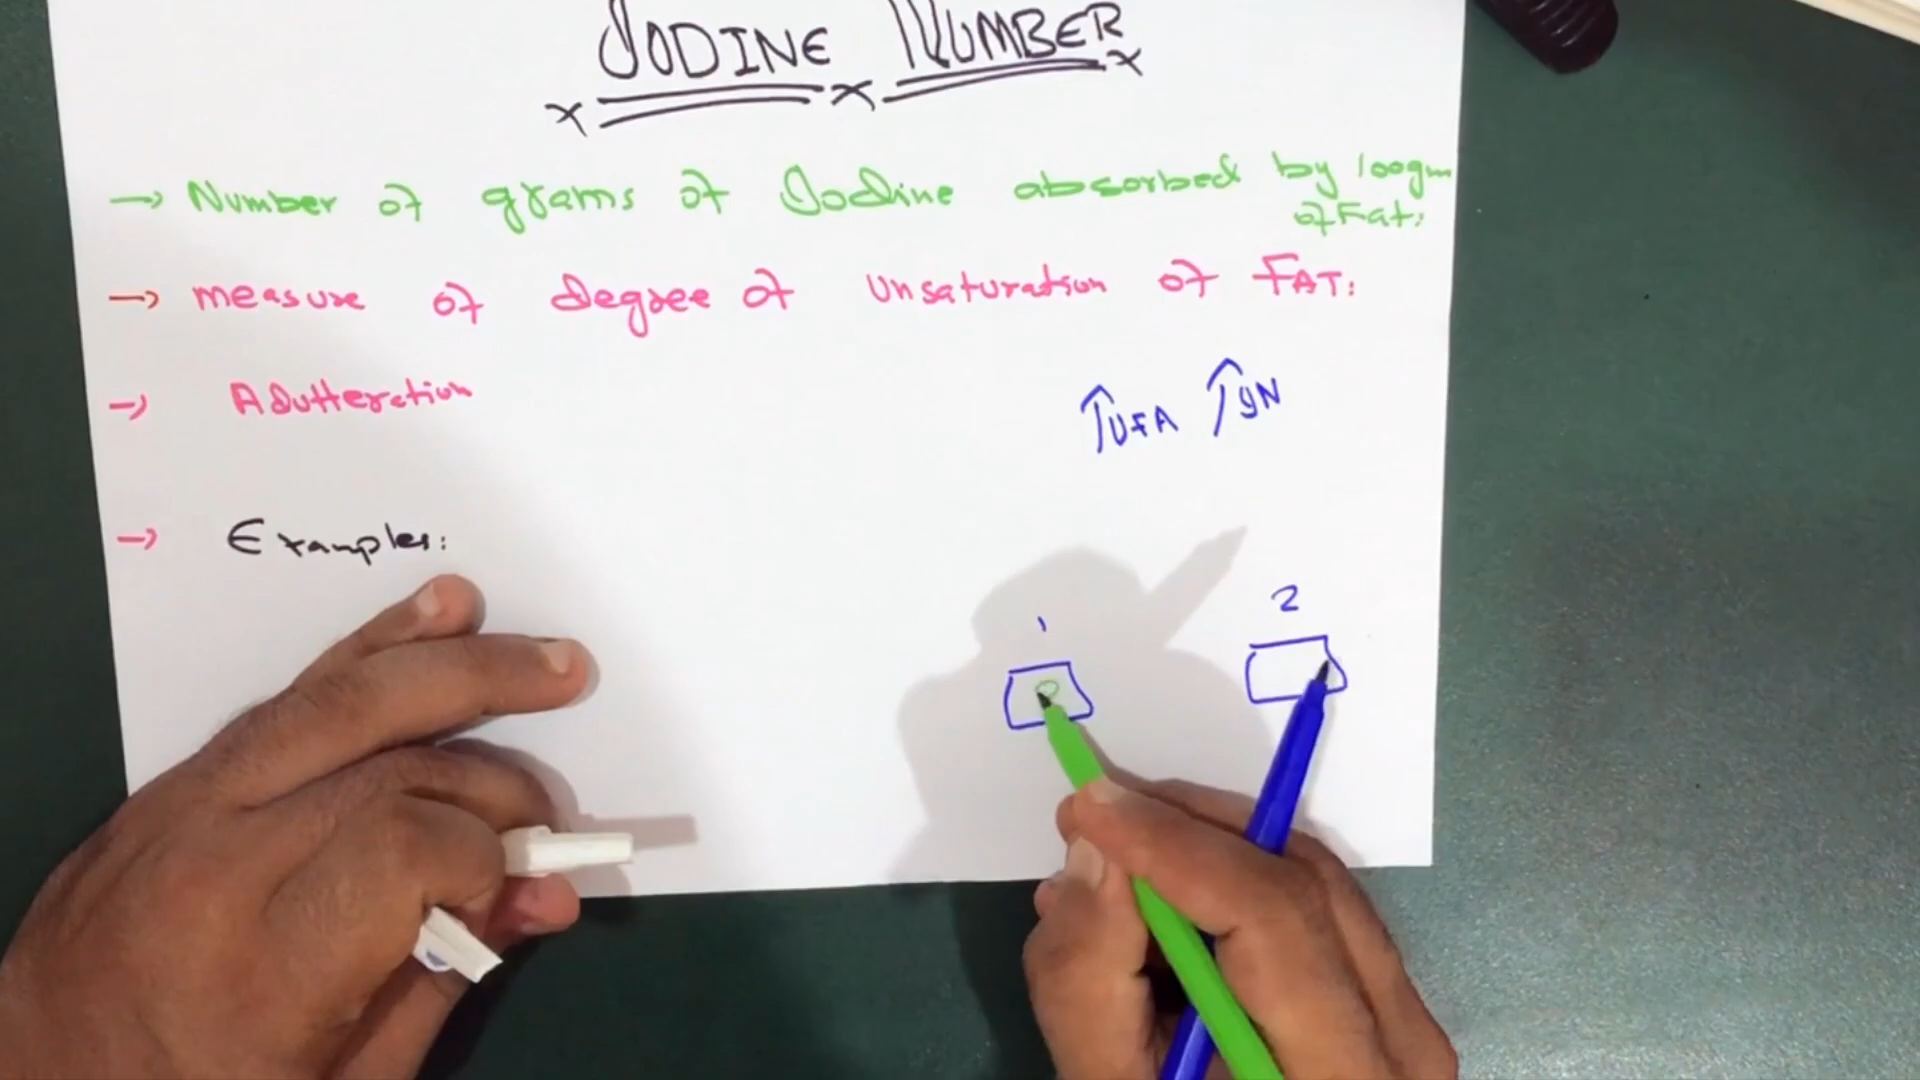 IODINE NUMBER
→ Number of grams of Iodine absorbed by 100gm
of Fat.
→ measure of degree of Unsaturation of FAT:
→ Adulteration
↑UFA ↑IN
→ Examples:
1 2